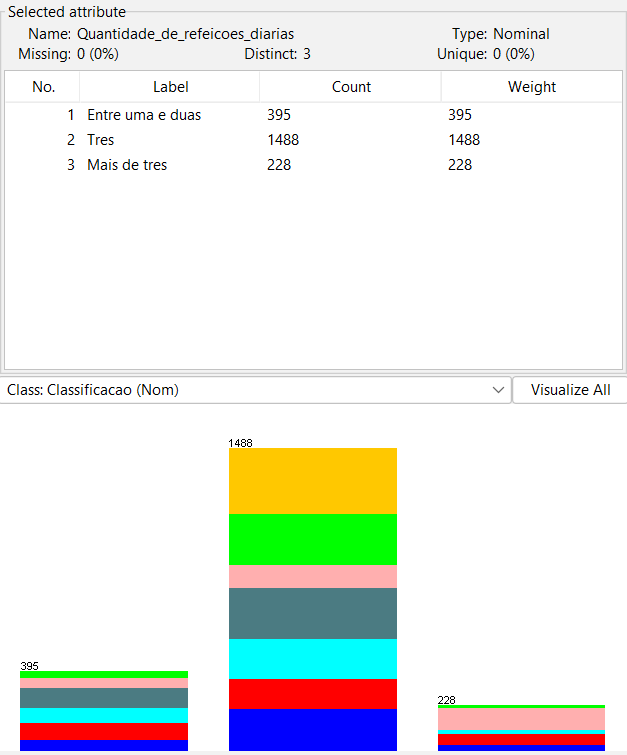 Selected attribute
Name: Quantidade_de_refeicoes_diarias Type: Nominal
Missing: 0 (0%) Distinct: 3 Unique: 0 (0%)
No. Label Count Weight
1 Entre uma e duas 395 395
2 Tres 1488 1488
3 Mais de tres 228 228
Class: Classificacao (Nom) Visualize All
1488
395
228